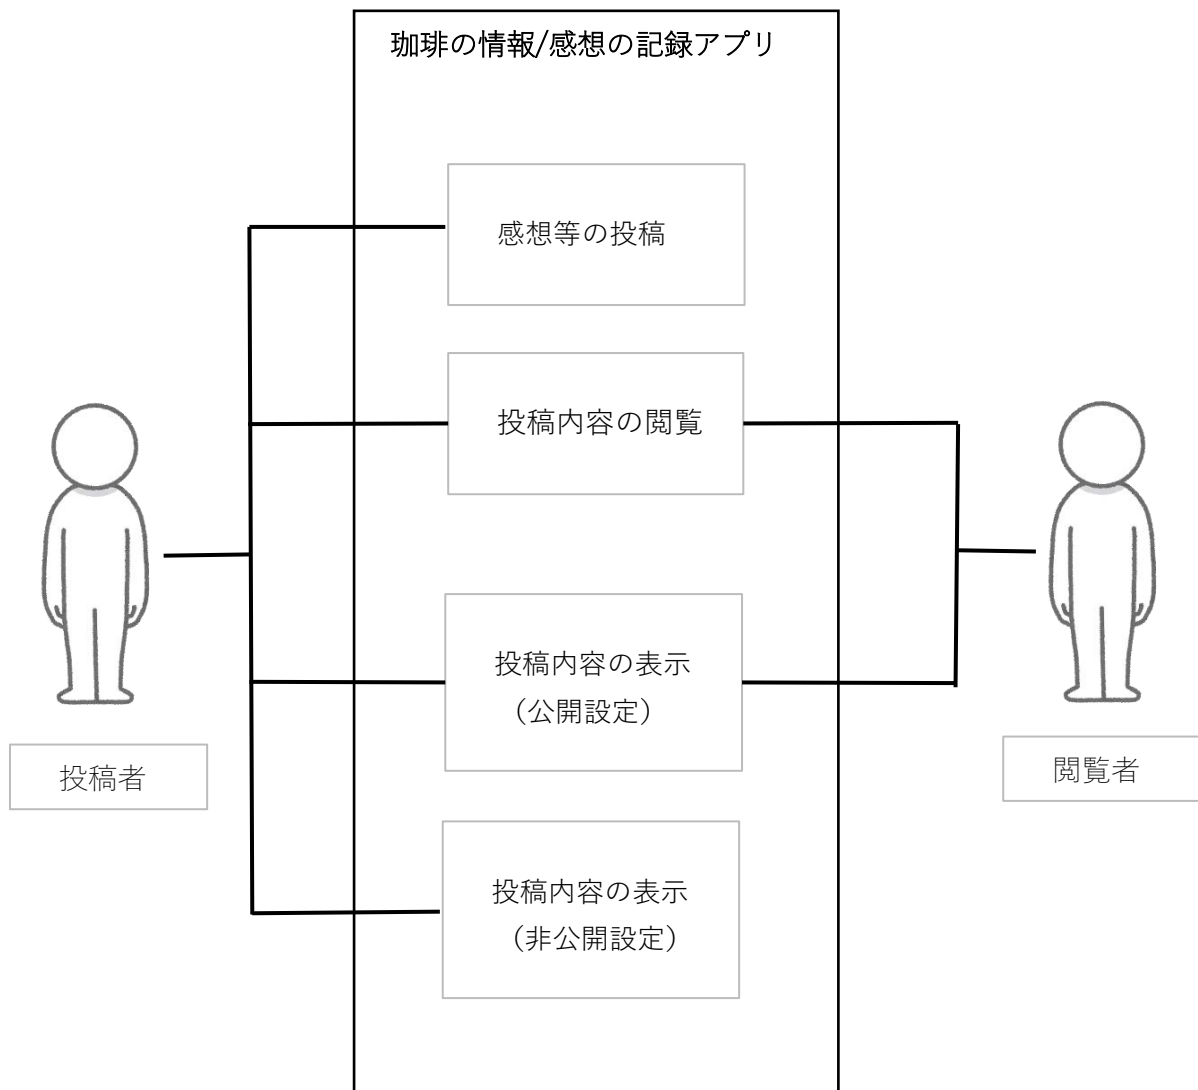 珈琲の情報/感想の記録アプリ
感想等の投稿
投稿内容の閲覧
投稿内容の表示
（公開設定）
投稿者
閲覧者
投稿内容の表示
（非公開設定）